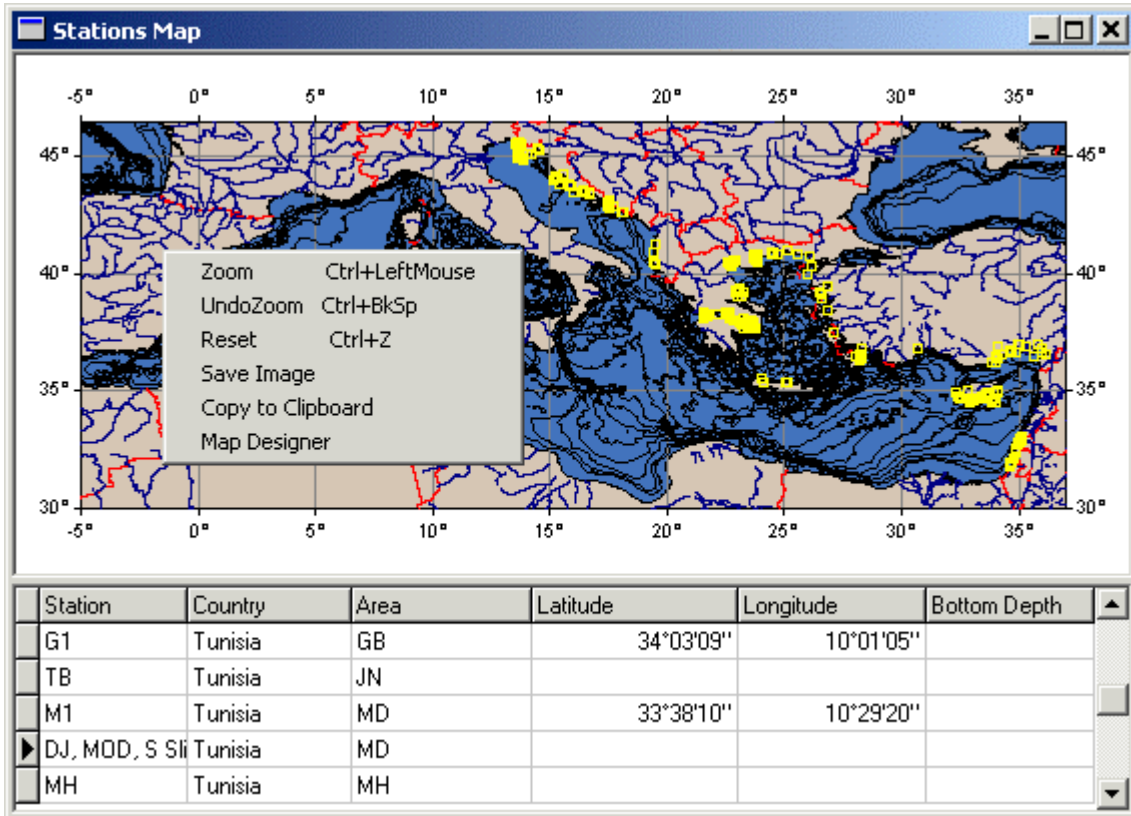 Stations Map
-5° 0° 5° 10° 15° 20° 25° 30° 35°
45° 45°
40° 40°
Zoom Ctrl+LeftMouse
UndoZoom Ctrl+BkSp
Reset Ctrl+Z
Save Image
Copy to Clipboard
Map Designer
35° 35°
30° 30°
-5° 0° 5° 10° 15° 20° 25° 30° 35°
Station Country Area Latitude Longitude Bottom Depth
G1 Tunisia GB 34°03'09'' 10°01'05''
TB Tunisia JN
M1 Tunisia MD 33°38'10'' 10°29'20''
DJ, MOD, S Sli Tunisia MD
MH Tunisia MH